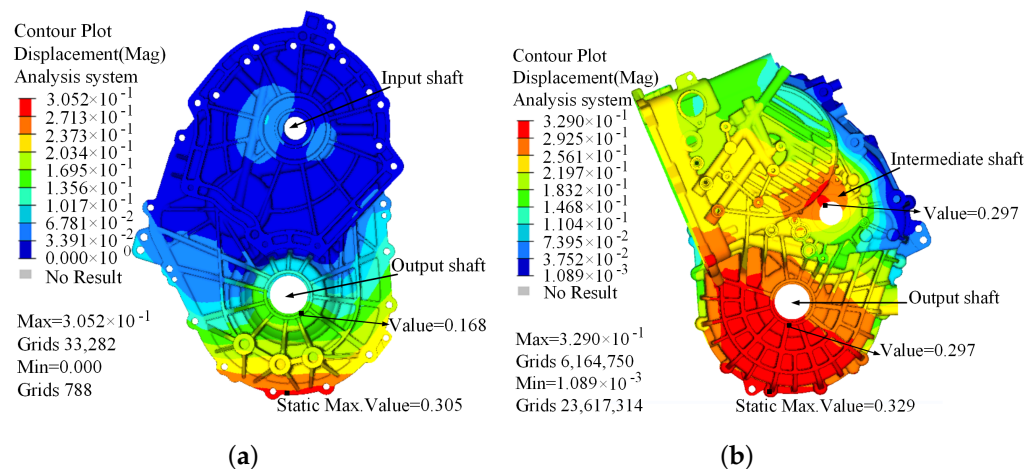 Contour Plot
Displacement(Mag)
Analysis system
3.052×10⁻¹
2.713×10⁻¹
2.373×10⁻¹
2.034×10⁻¹
1.695×10⁻¹
1.356×10⁻¹
1.017×10⁻¹
6.781×10⁻²
3.391×10⁻²
0.000×10⁰
No Result
Max=3.052×10⁻¹
Grids 33,282
Min=0.000
Grids 788
Input shaft
Output shaft
Value=0.168
Static Max.Value=0.305
(a)
Contour Plot
Displacement(Mag)
Analysis system
3.290×10⁻¹
2.925×10⁻¹
2.561×10⁻¹
2.197×10⁻¹
1.832×10⁻¹
1.468×10⁻¹
1.104×10⁻¹
7.395×10⁻²
3.752×10⁻²
1.089×10⁻³
No Result
Max=3.290×10⁻¹
Grids 6,164,750
Min=1.089×10⁻³
Grids 23,617,314
Intermediate shaft
Value=0.297
Output shaft
Value=0.297
Static Max.Value=0.329
(b)